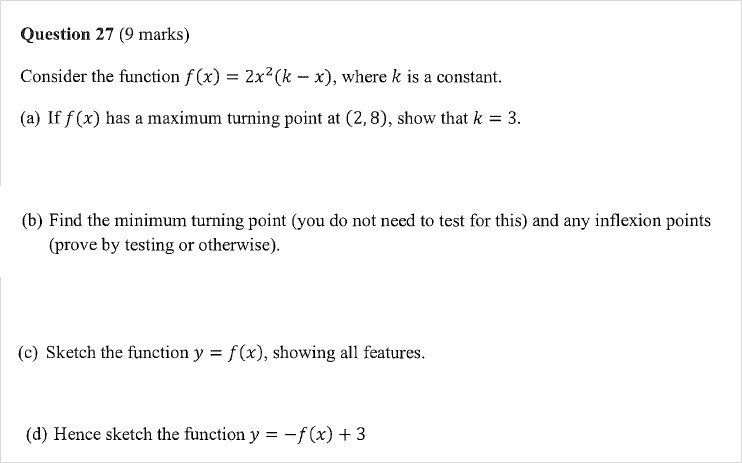 Question 27 (9 marks)
Consider the function f(x) = 2x²(k − x), where k is a constant.
(a) If f(x) has a maximum turning point at (2, 8), show that k = 3.
(b) Find the minimum turning point (you do not need to test for this) and any inflexion points
(prove by testing or otherwise).
(c) Sketch the function y = f(x), showing all features.
(d) Hence sketch the function y = −f(x) + 3